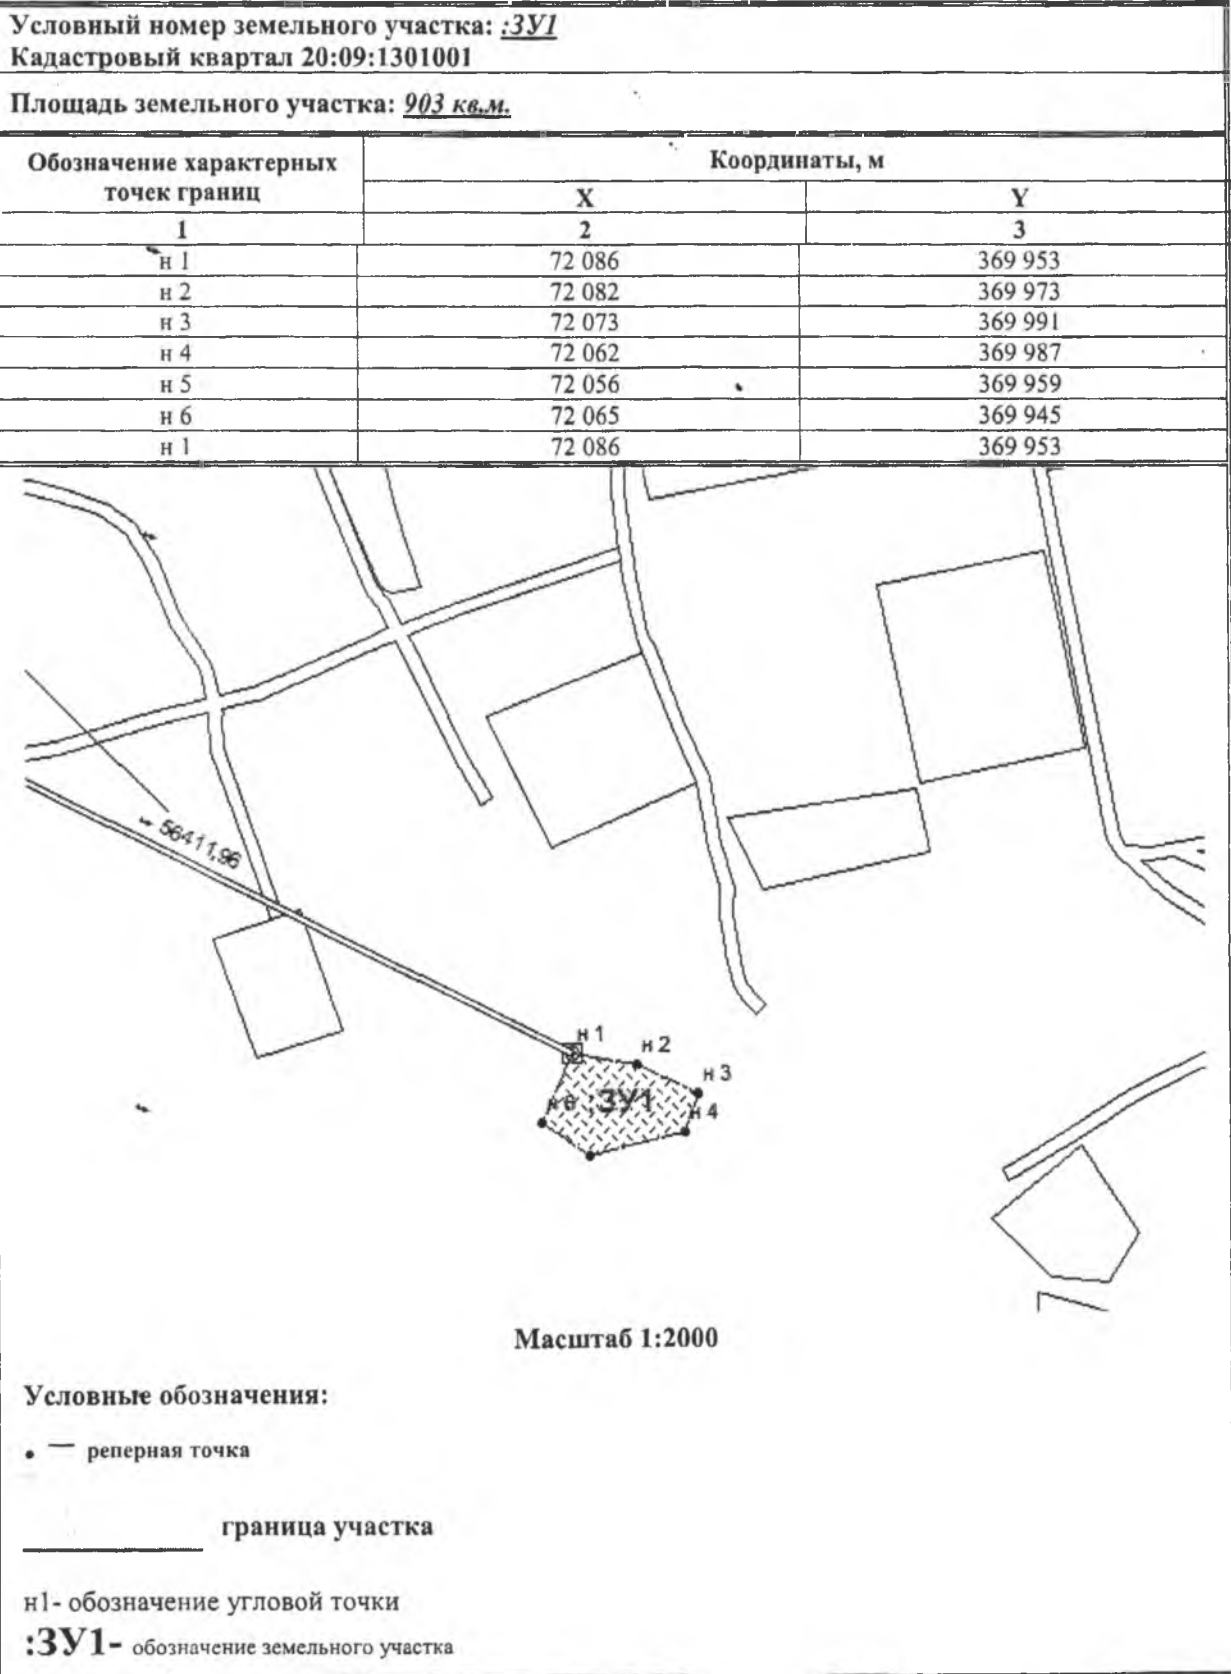 Условный номер земельного участка: :ЗУ1
Кадастровый квартал 20:09:1301001
Площадь земельного участка: 903 кв.м.
Обозначение характерных точек границ Координаты, м
X Y
1 2 3
н 1 72 086 369 953
н 2 72 082 369 973
н 3 72 073 369 991
н 4 72 062 369 987
н 5 72 056 369 959
н 6 72 065 369 945
н 1 72 086 369 953
56411,96
н 1
н 2
н 3
н 6 :ЗУ1 н 4
Масштаб 1:2000
Условные обозначения:
• — реперная точка
граница участка
н1- обозначение угловой точки
:ЗУ1- обозначение земельного участка